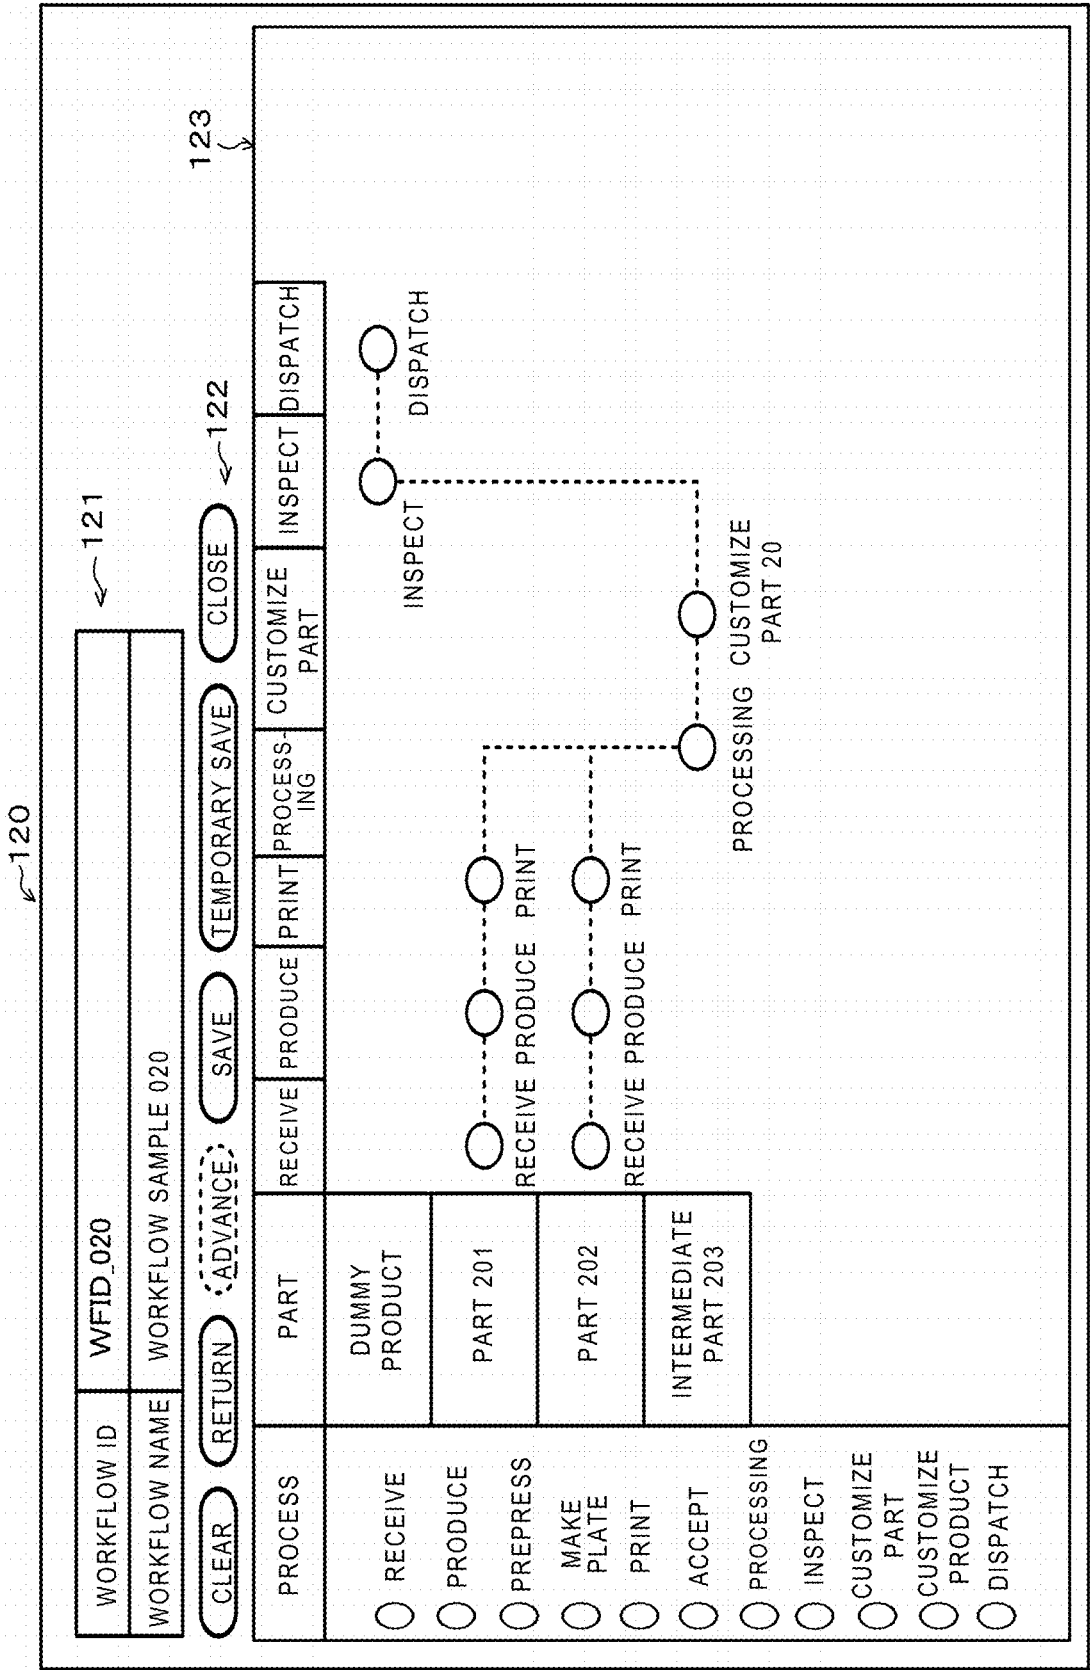 120
WORKFLOW ID
WFID_020
121
WORKFLOW NAME
WORKFLOW SAMPLE 020
CLEAR
RETURN
ADVANCE
SAVE
TEMPORARY SAVE
CLOSE
122
123
PROCESS
PART
RECEIVE
PRODUCE
PRINT
PROCESS-
ING
CUSTOMIZE
PART
INSPECT
DISPATCH
RECEIVE
PRODUCE
PREPRESS
MAKE
PLATE
PRINT
ACCEPT
PROCESSING
INSPECT
CUSTOMIZE
PART
CUSTOMIZE
PRODUCT
DISPATCH
DUMMY
PRODUCT
INSPECT
DISPATCH
PART 201
RECEIVE PRODUCE PRINT
PART 202
RECEIVE PRODUCE PRINT
INTERMEDIATE
PART 203
PROCESSING
CUSTOMIZE
PART 20